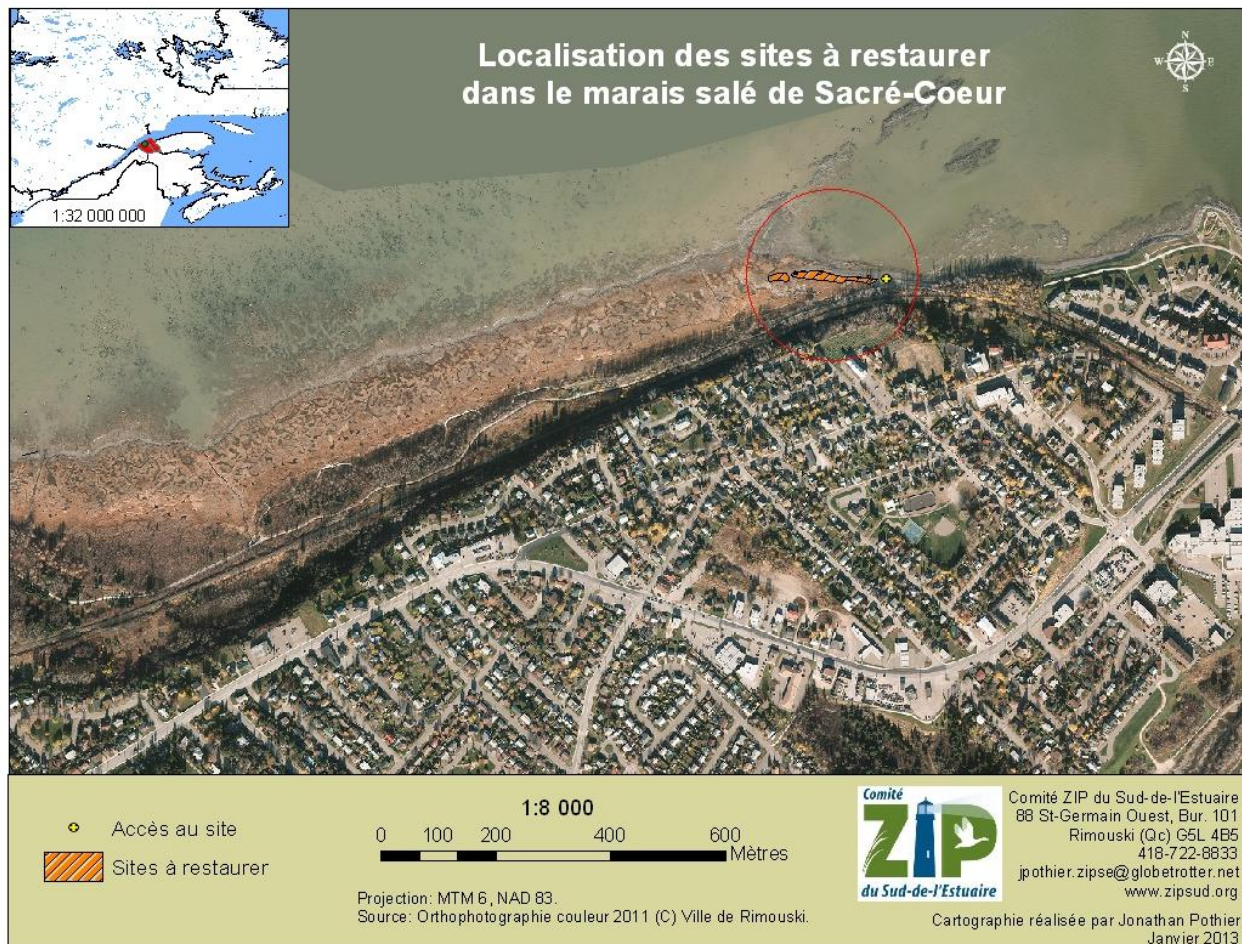 Localisation des sites à restaurer
dans le marais salé de Sacré-Coeur
N
W E
S
1:32 000 000
Accès au site
Sites à restaurer
1:8 000
0 100 200 400 600
Mètres
Projection: MTM 6, NAD 83.
Source: Orthophotographie couleur 2011 (C) Ville de Rimouski.
Comité
ZIP
du Sud-de-l'Estuaire
Comité ZIP du Sud-de-l'Estuaire
88 St-Germain Ouest, Bur. 101
Rimouski (Qc) G5L 4B5
418-722-8833
jpothier.zipse@globetrotter.net
www.zipsud.org
Cartographie réalisée par Jonathan Pothier
Janvier 2013